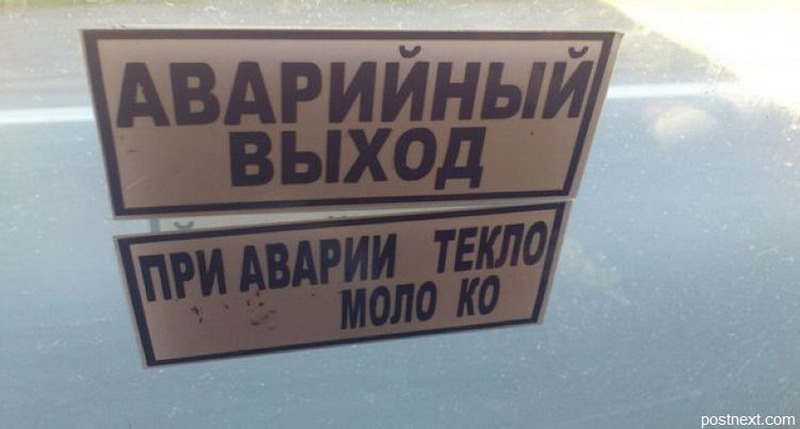 АВАРИЙНЫЙ
ВЫХОД
ПРИ АВАРИИ ТЕКЛО
МОЛО КО
postnext.com